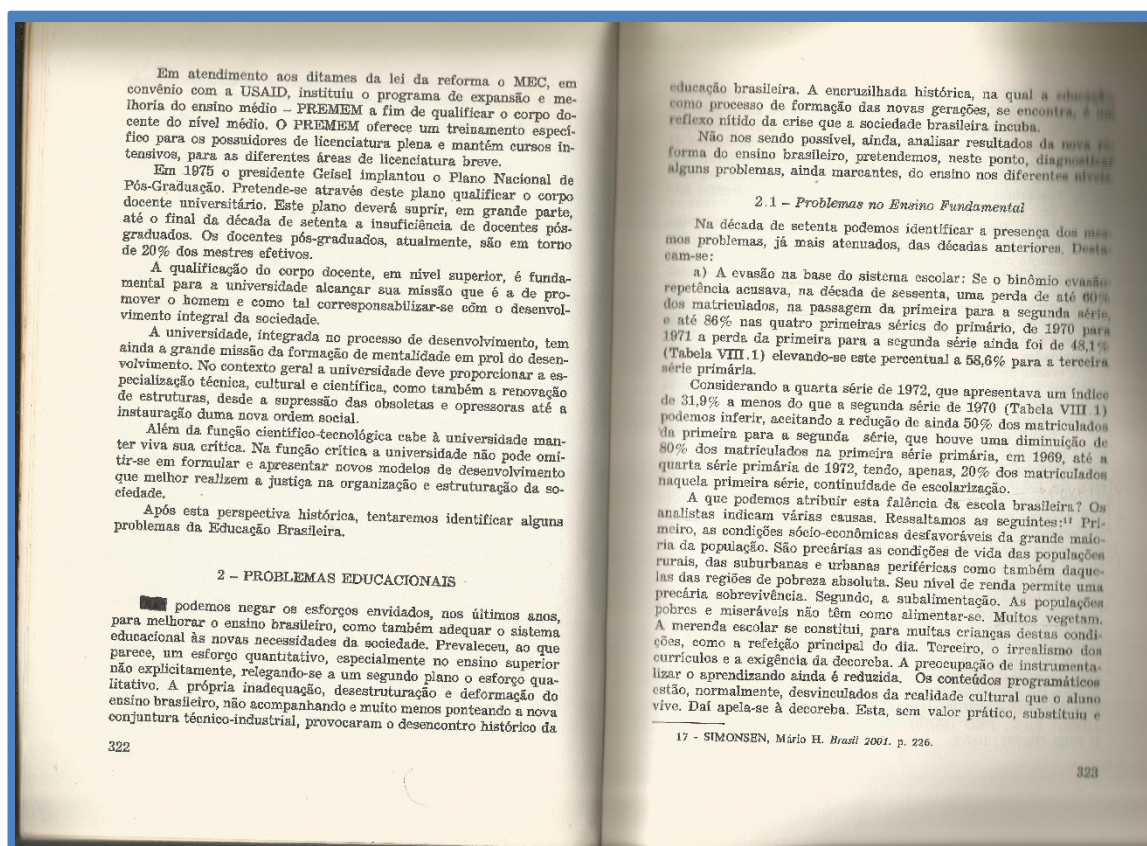 Em atendimento aos ditames da lei da reforma o MEC, em
convênio com a USAID, instituiu o programa de expansão e me-
lhoria do ensino médio – PREMEM a fim de qualificar o corpo do-
cente do nível médio. O PREMEM oferece um treinamento especí-
fico para os possuidores de licenciatura plena e mantém cursos in-
tensivos, para as diferentes áreas de licenciatura breve.
Em 1975 o presidente Geisel implantou o Plano Nacional de
Pós-Graduação. Pretende-se através deste plano qualificar o corpo
docente universitário. Este plano deverá suprir, em grande parte,
até o final da década de setenta a insuficiência de docentes pós-
graduados. Os docentes pós-graduados, atualmente, são em torno
de 20% dos mestres efetivos.
A qualificação do corpo docente, em nível superior, é funda-
mental para a universidade alcançar sua missão que é a de pro-
mover o homem e como tal corresponsabilizar-se com o desenvol-
vimento integral da sociedade.
A universidade, integrada no processo de desenvolvimento, tem
ainda a grande missão da formação de mentalidade em prol do desen-
volvimento. No contexto geral a universidade deve proporcionar a es-
pecialização técnica, cultural e científica, como também a renovação
de estruturas, desde a supressão das obsoletas e opressoras até a
instauração duma nova ordem social.
Além da função científico-tecnológica cabe à universidade man-
ter viva sua crítica. Na função crítica a universidade não pode omi-
tir-se em formular e apresentar novos modelos de desenvolvimento
que melhor realizem a justiça na organização e estruturação da so-
ciedade.
Após esta perspectiva histórica, tentaremos identificar alguns
problemas da Educação Brasileira.
2 – PROBLEMAS EDUCACIONAIS
podemos negar os esforços envidados, nos últimos anos,
para melhorar o ensino brasileiro, como também adequar o sistema
educacional às novas necessidades da sociedade. Prevaleceu, ao que
parece, um esforço quantitativo, especialmente no ensino superior
não explicitamente, relegando-se a um segundo plano o esforço qua-
litativo. A própria inadequação, desestruturação e deformação do
ensino brasileiro, não acompanhando e muito menos ponteando a nova
conjuntura técnico-industrial, provocaram o desencontro histórico da
322
educação brasileira. A encruzilhada histórica, na qual a educação
como processo de formação das novas gerações, se encontra, é um
reflexo nítido da crise que a sociedade brasileira incuba.
Não nos sendo possível, ainda, analisar resultados da nova re-
forma do ensino brasileiro, pretendemos, neste ponto, diagnosticar
alguns problemas, ainda marcantes, do ensino nos diferentes níveis.
2.1 – Problemas no Ensino Fundamental
Na década de setenta podemos identificar a presença dos mes-
mos problemas, já mais atenuados, das décadas anteriores. Desta-
cam-se:
a) A evasão na base do sistema escolar: Se o binômio evasão-
repetência acusava, na década de sessenta, uma perda de até 60%
dos matriculados, na passagem da primeira para a segunda série,
e até 86% nas quatro primeiras séries do primário, de 1970 para
1971 a perda da primeira para a segunda série ainda foi de 48,1%
(Tabela VIII.1) elevando-se este percentual a 58,6% para a terceira
série primária.
Considerando a quarta série de 1972, que apresentava um índice
de 31,9% a menos do que a segunda série de 1970 (Tabela VIII.1)
podemos inferir, aceitando a redução de ainda 50% dos matriculados
da primeira para a segunda série, que houve uma diminuição de
80% dos matriculados na primeira série primária, em 1969, até a
quarta série primária de 1972, tendo, apenas, 20% dos matriculados
naquela primeira série, continuidade de escolarização.
A que podemos atribuir esta falência da escola brasileira? Os
analistas indicam várias causas. Ressaltamos as seguintes:¹⁷ Pri-
meiro, as condições sócio-econômicas desfavoráveis da grande maio-
ria da população. São precárias as condições de vida das populações
rurais, das suburbanas e urbanas periféricas como também daque-
las das regiões de pobreza absoluta. Seu nível de renda permite uma
precária sobrevivência. Segundo, a subalimentação. As populações
pobres e miseráveis não têm como alimentar-se. Muitos vegetam.
A merenda escolar se constitui, para muitas crianças destas condi-
ções, como a refeição principal do dia. Terceiro, o irrealismo dos
currículos e a exigência da decoreba. A preocupação de instrumenta-
lizar o aprendizando ainda é reduzida. Os conteúdos programáticos
estão, normalmente, desvinculados da realidade cultural que o aluno
vive. Daí apela-se à decoreba. Esta, sem valor prático, substituiu e
17 - SIMONSEN, Mário H. Brasil 2001. p. 226.
323